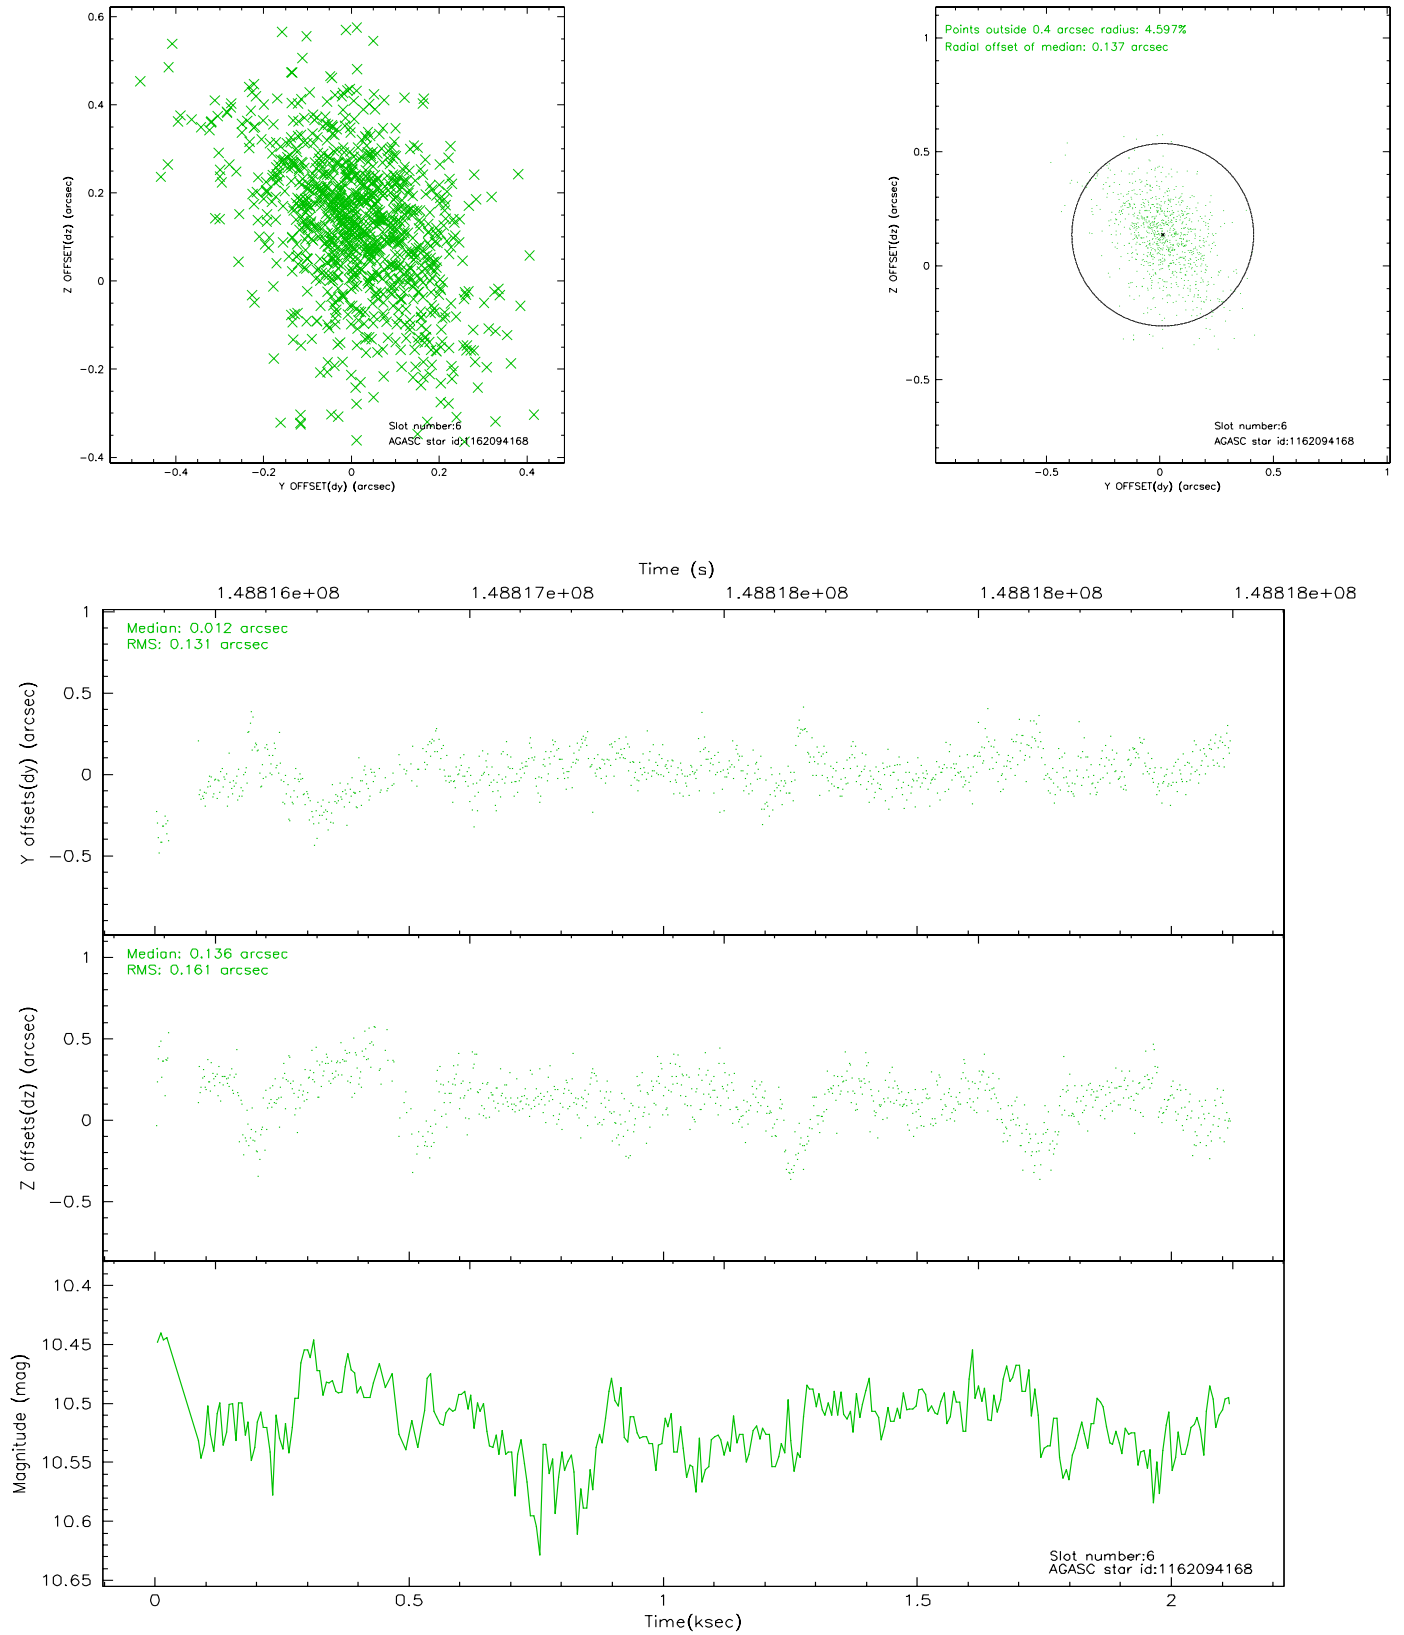 0.6
0.4
0.2
0
−0.2
−0.4
−0.4
−0.2
0
0.2
0.4
Z OFFSET(dz) (arcsec)
Y OFFSET(dy) (arcsec)
Slot number:6
AGASC star id:1162094168
Points outside 0.4 arcsec radius: 4.597%
Radial offset of median: 0.137 arcsec
1
0.5
0
−0.5
−0.5
0
0.5
1
Z OFFSET(dz) (arcsec)
Y OFFSET(dy) (arcsec)
Slot number:6
AGASC star id:1162094168
Time (s)
1.48816e+08
1.48817e+08
1.48818e+08
1.48818e+08
1.48818e+08
Median: 0.012 arcsec
RMS: 0.131 arcsec
1
0.5
0
−0.5
Y offsets(dy) (arcsec)
Median: 0.136 arcsec
RMS: 0.161 arcsec
1
0.5
0
−0.5
Z offsets(dz) (arcsec)
10.4
10.45
10.5
10.55
10.6
10.65
Magnitude (mag)
Slot number:6
AGASC star id:1162094168
0
0.5
1
1.5
2
Time(ksec)